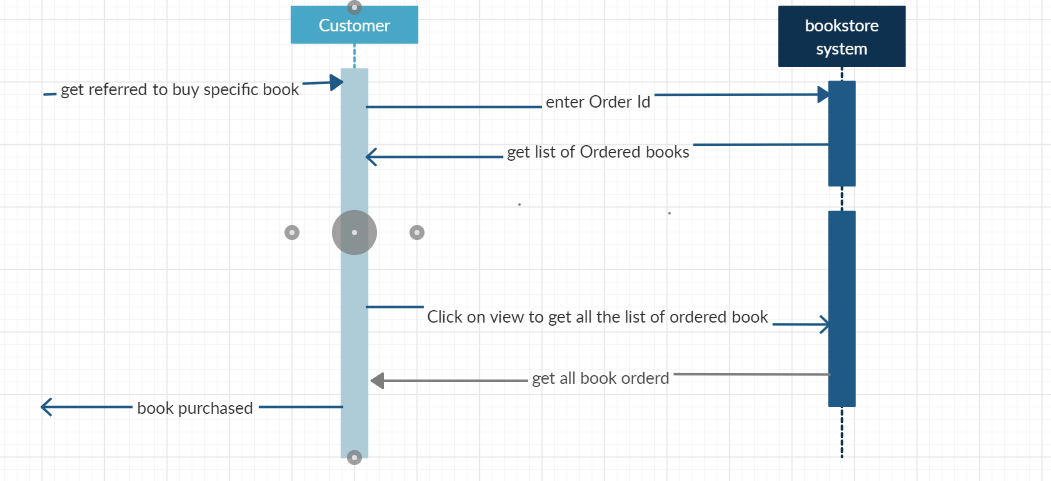 Customer
bookstore
system
get referred to buy specific book
enter Order Id
get list of Ordered books
Click on view to get all the list of ordered book
get all book orderd
book purchased